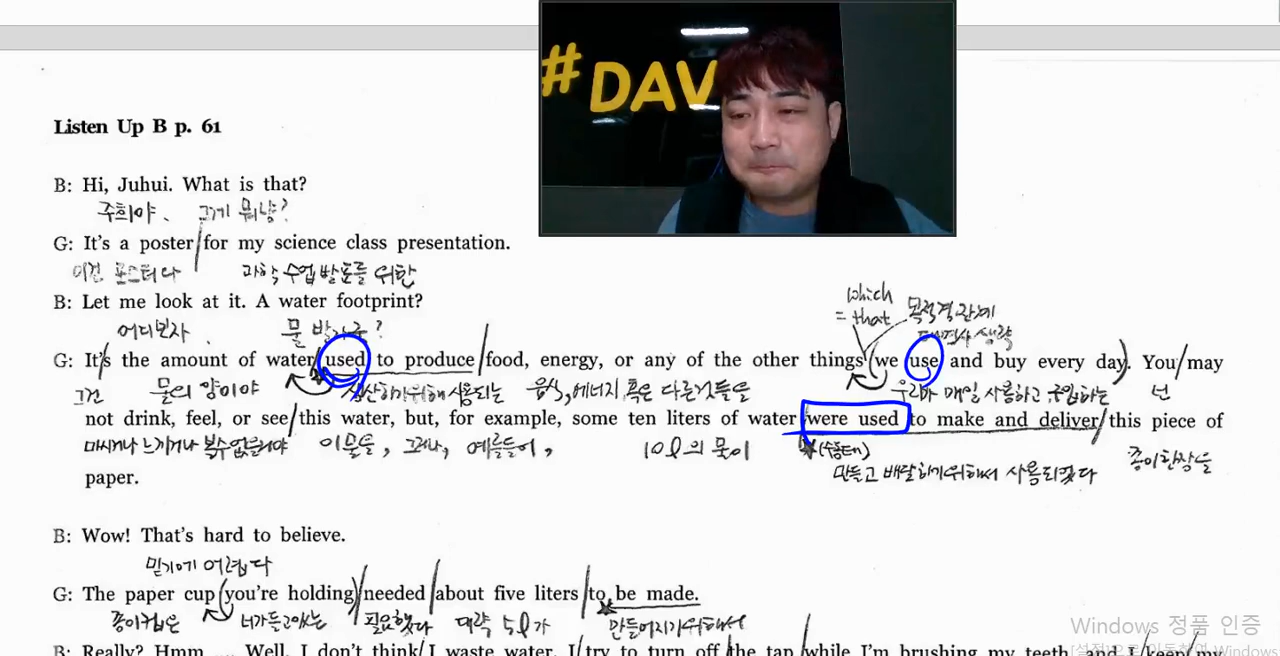 #DAV
Listen Up B p. 61
B: Hi, Juhui. What is that?
주희야, 그게 뭐냐?
G: It's a poster for my science class presentation.
이건 포스터다 과학 수업 발표를 위한
B: Let me look at it. A water footprint?
어디보자, 물 발자국?
which
= that 목적격 관계
대명사 생략
G: It's the amount of water used to produce food, energy, or any of the other things we use and buy every day. You may
그건 물의 양이야 생산하기위해 사용되는 음식, 에너지 혹은 다른것들을 우리가 매일 사용하고 구입하는 넌
not drink, feel, or see this water, but, for example, some ten liters of water were used to make and deliver this piece of
마시거나 느끼거나 볼수없을거야 이물을, 그러나, 예를들어, 10ℓ의 물이 (수동태)
만들고 배달하기위해서 사용되었다 종이한장을
paper.
B: Wow! That's hard to believe.
믿기에 어렵다
G: The paper cup you're holding needed about five liters to be made.
종이컵은 너가들고있는 필요했다 대략 5ℓ가 만들어지기위해서
B: Really? Hmm .... Well, I don't think I waste water. I try to turn off the tap while I'm brushing my teeth, and I keep my
Windows 정품 인증